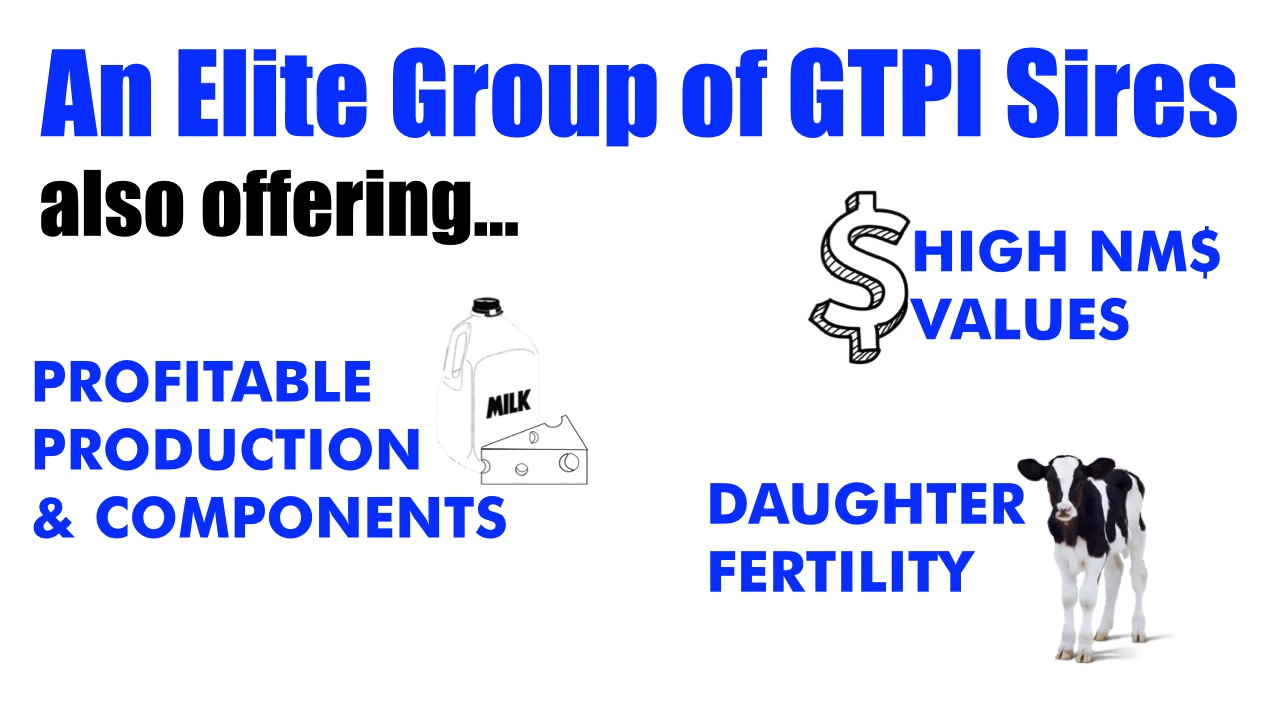 An Elite Group of GTPI Sires
also offering...
HIGH NM$
VALUES
PROFITABLE
PRODUCTION
& COMPONENTS
MILK
DAUGHTER
FERTILITY